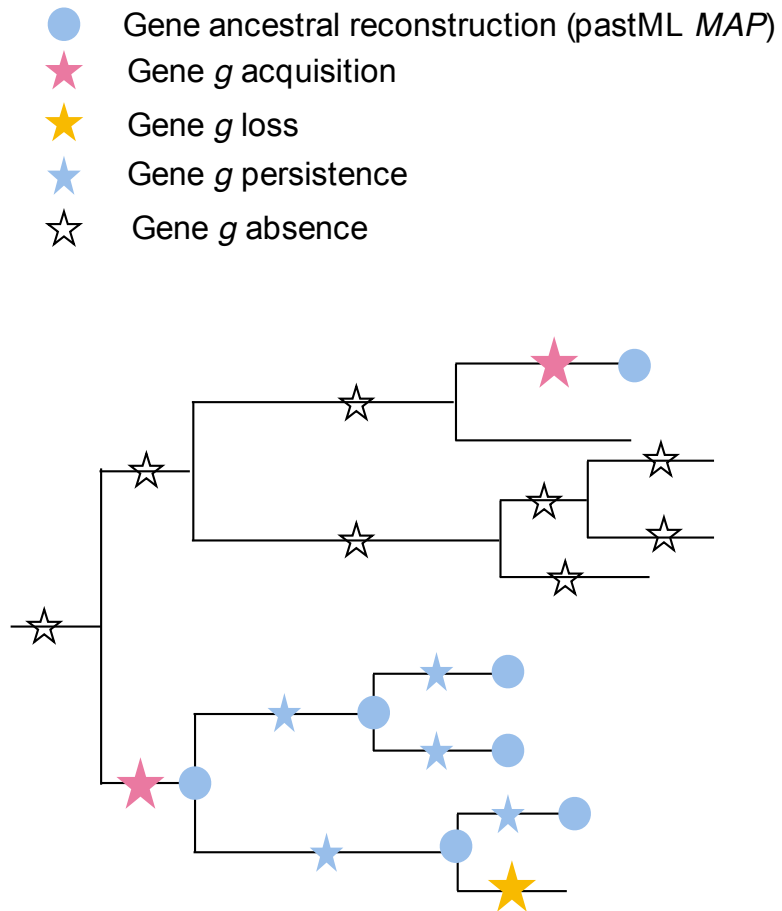 Gene ancestral reconstruction (pastML MAP)
Gene g acquisition
Gene g loss
Gene g persistence
Gene g absence